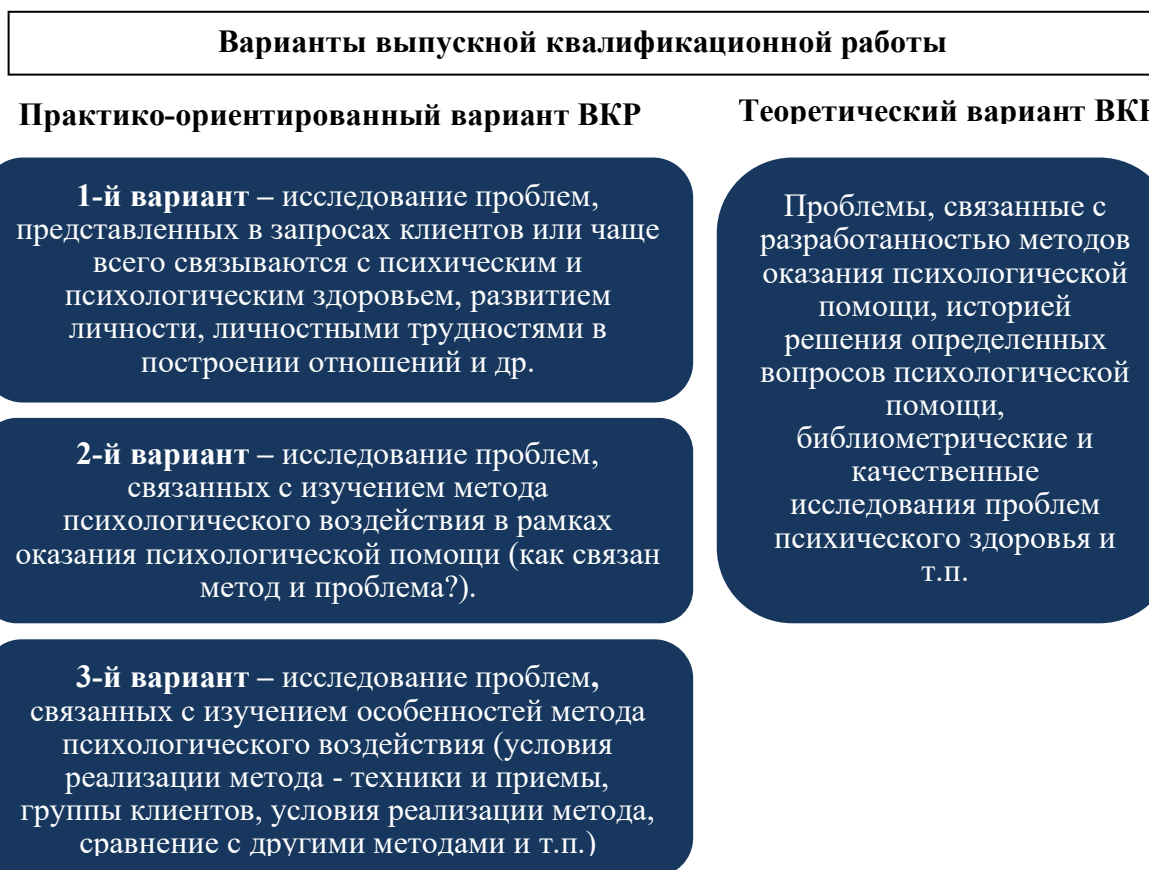 Варианты выпускной квалификационной работы
Практико-ориентированный вариант ВКР
1-й вариант – исследование проблем,
представленных в запросах клиентов или чаще
всего связываются с психическим и
психологическим здоровьем, развитием
личности, личностными трудностями в
построении отношений и др.
2-й вариант – исследование проблем,
связанных с изучением метода
психологического воздействия в рамках
оказания психологической помощи (как связан
метод и проблема?).
3-й вариант – исследование проблем,
связанных с изучением особенностей метода
психологического воздействия (условия
реализации метода - техники и приемы,
группы клиентов, условия реализации метода,
сравнение с другими методами и т.п.)
Теоретический вариант ВКР
Проблемы, связанные с
разработанностью методов
оказания психологической
помощи, историей
решения определенных
вопросов психологической
помощи,
библиометрические и
качественные
исследования проблем
психического здоровья и
т.п.